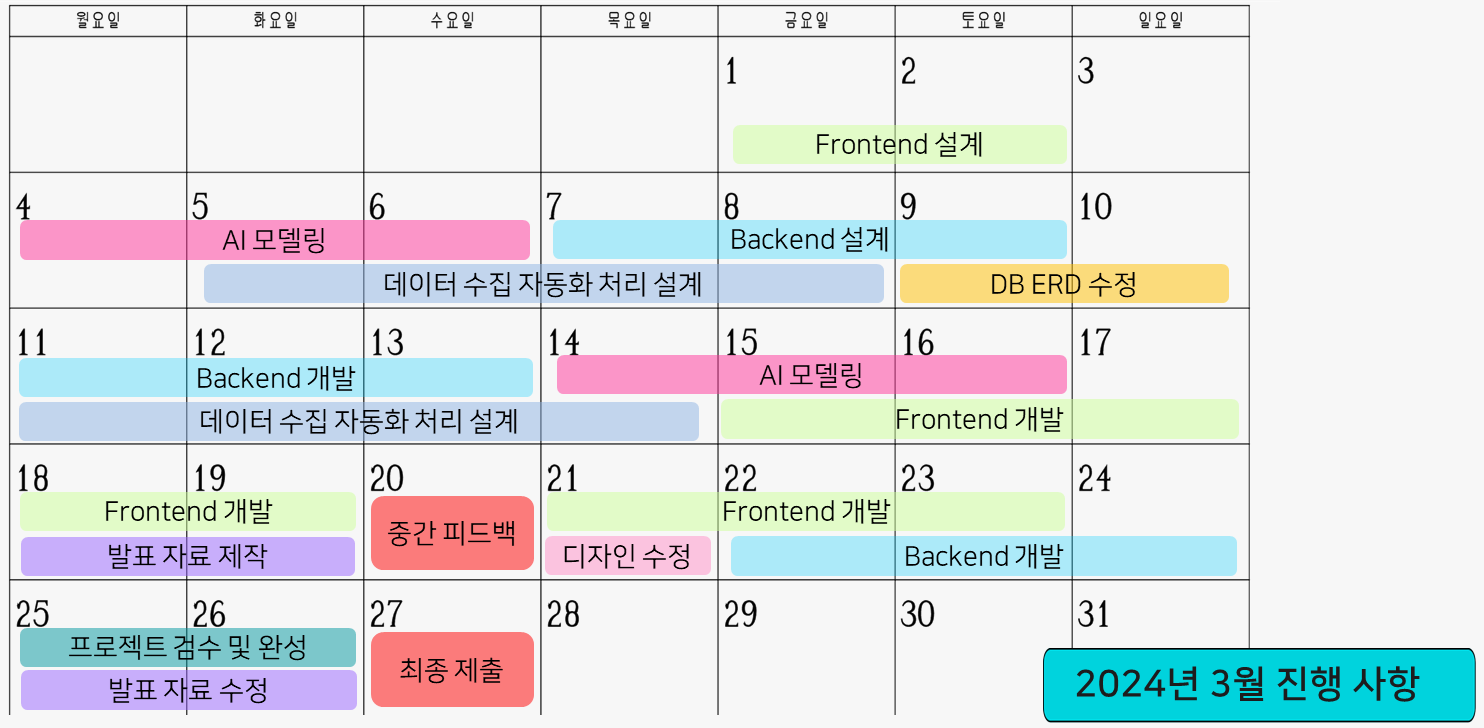 월요일 화요일 수요일 목요일 금요일 토요일 일요일
1 2 3
Frontend 설계
4 5 6 7 8 9 10
AI 모델링 Backend 설계
데이터 수집 자동화 처리 설계 DB ERD 수정
11 12 13 14 15 16 17
Backend 개발 AI 모델링
데이터 수집 자동화 처리 설계 Frontend 개발
18 19 20 21 22 23 24
Frontend 개발 중간 피드백 Frontend 개발
발표 자료 제작 디자인 수정 Backend 개발
25 26 27 28 29 30 31
프로젝트 검수 및 완성 최종 제출
발표 자료 수정
2024년 3월 진행 사항